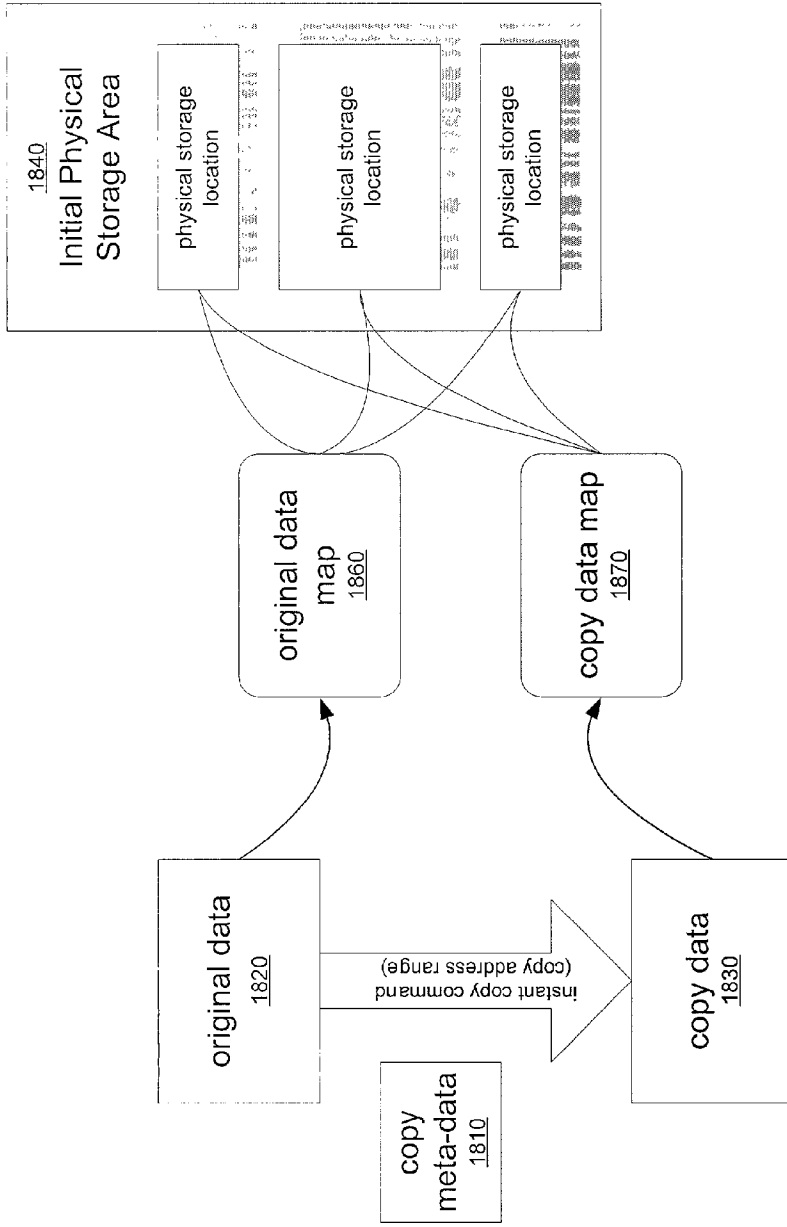 1840
Initial Physical
Storage Area
physical storage
location
physical storage
location
physical storage
location
original data
map
1860
copy data map
1870
original data
1820
instant copy command
(copy address range)
copy data
1830
copy
meta-data
1810